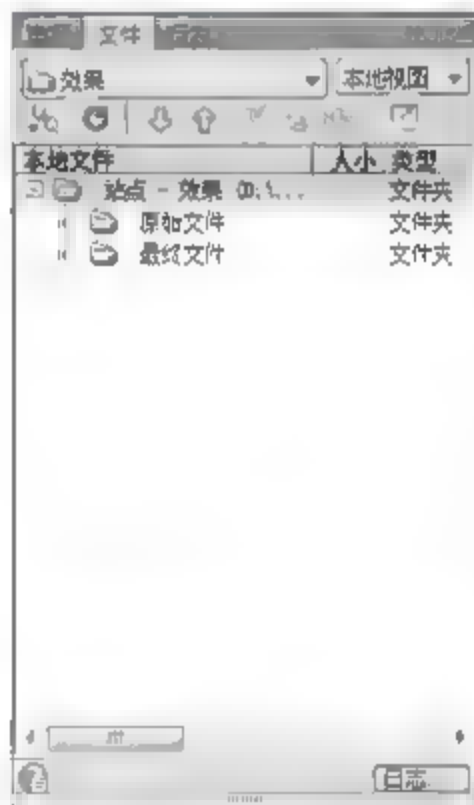 文件
效果 本地视图
本地文件 大小 类型
站点 - 效果 (D:\... 文件夹
原始文件 文件夹
最终文件 文件夹
日志